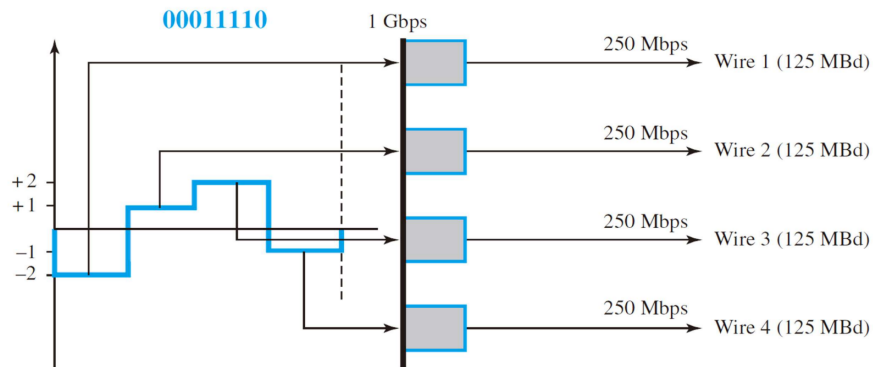 00011110
1 Gbps
250 Mbps
Wire 1 (125 MBd)
250 Mbps
Wire 2 (125 MBd)
+2
+1
250 Mbps
Wire 3 (125 MBd)
−1
−2
250 Mbps
Wire 4 (125 MBd)